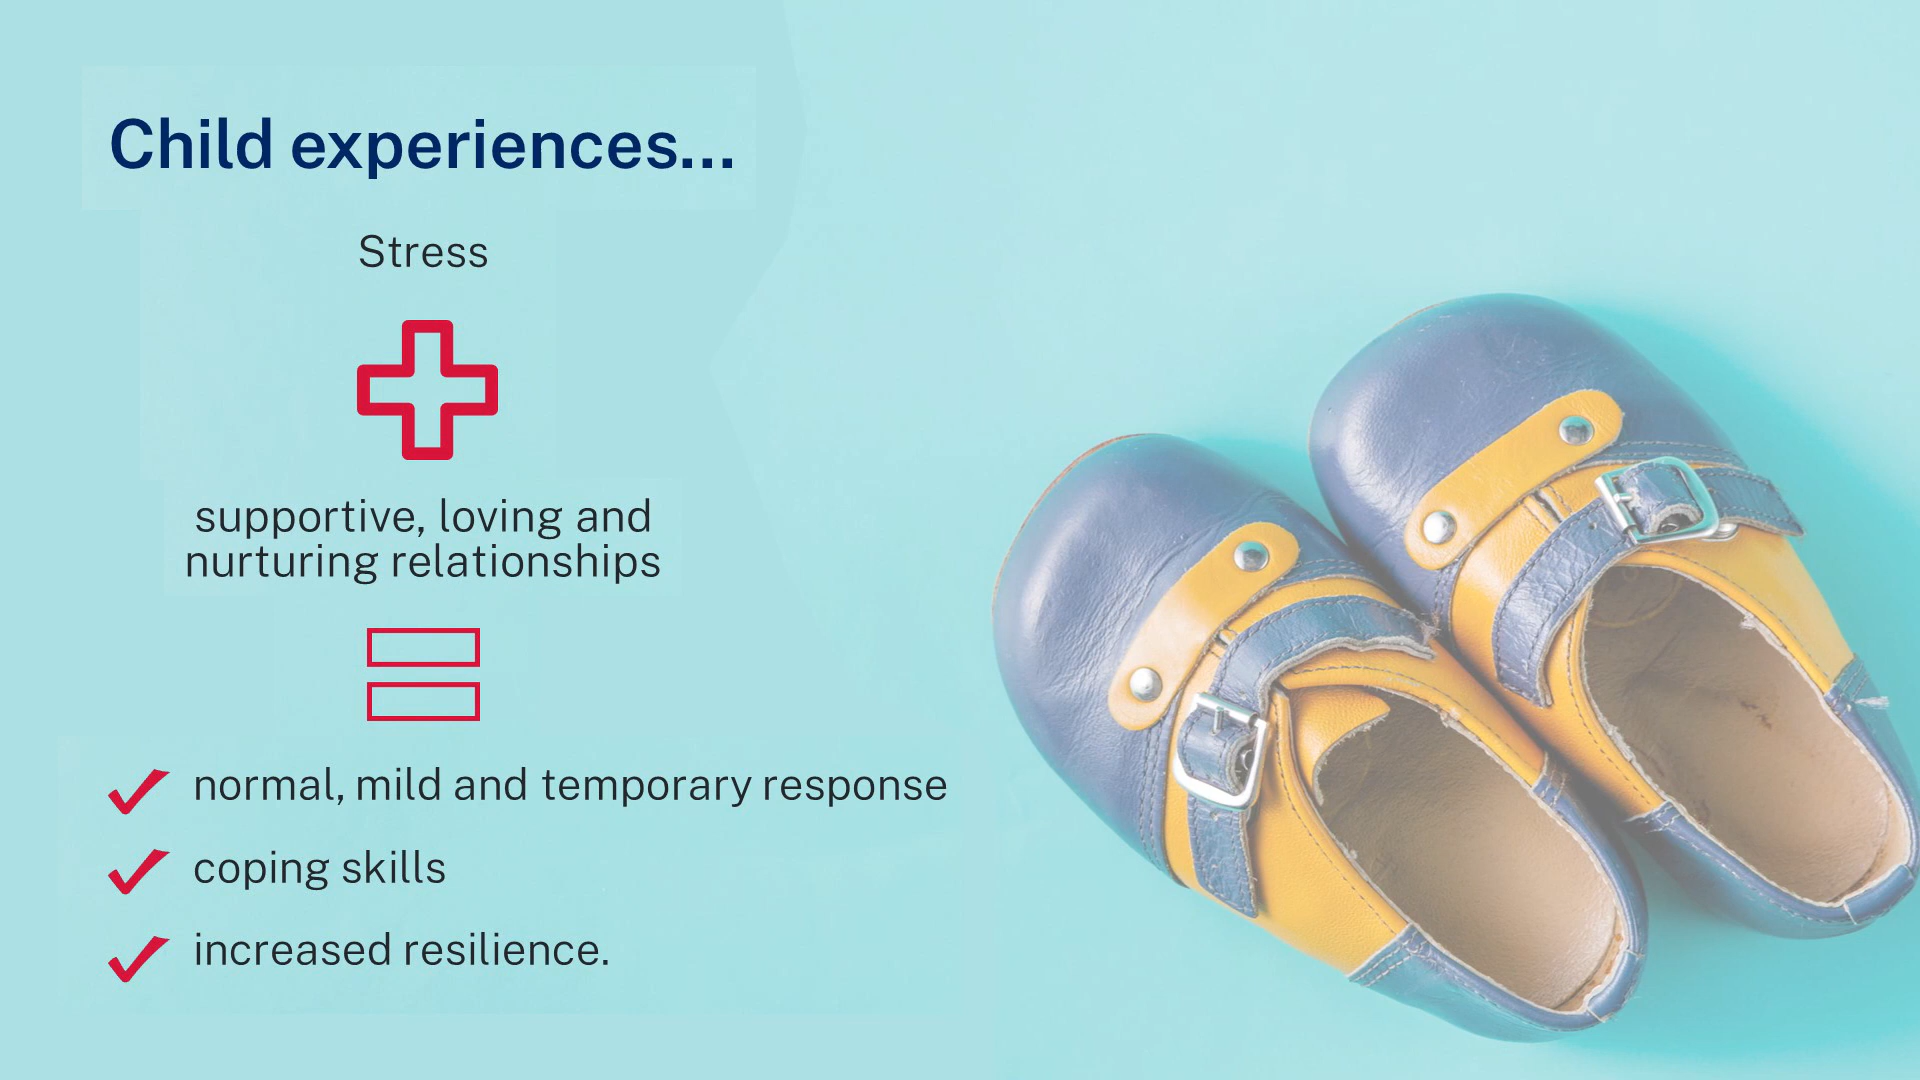 Child experiences...
Stress
supportive, loving and
nurturing relationships
normal, mild and temporary response
coping skills
increased resilience.